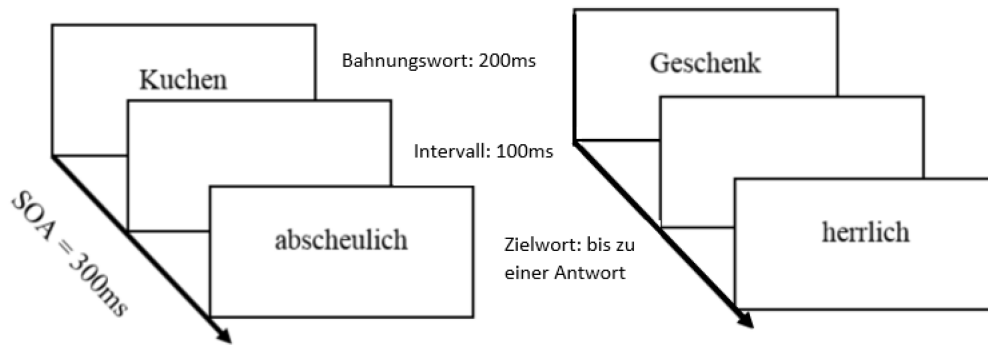 Kuchen
Bahnungswort: 200ms
Geschenk
Intervall: 100ms
SOA = 300ms
abscheulich
Zielwort: bis zu
einer Antwort
herrlich